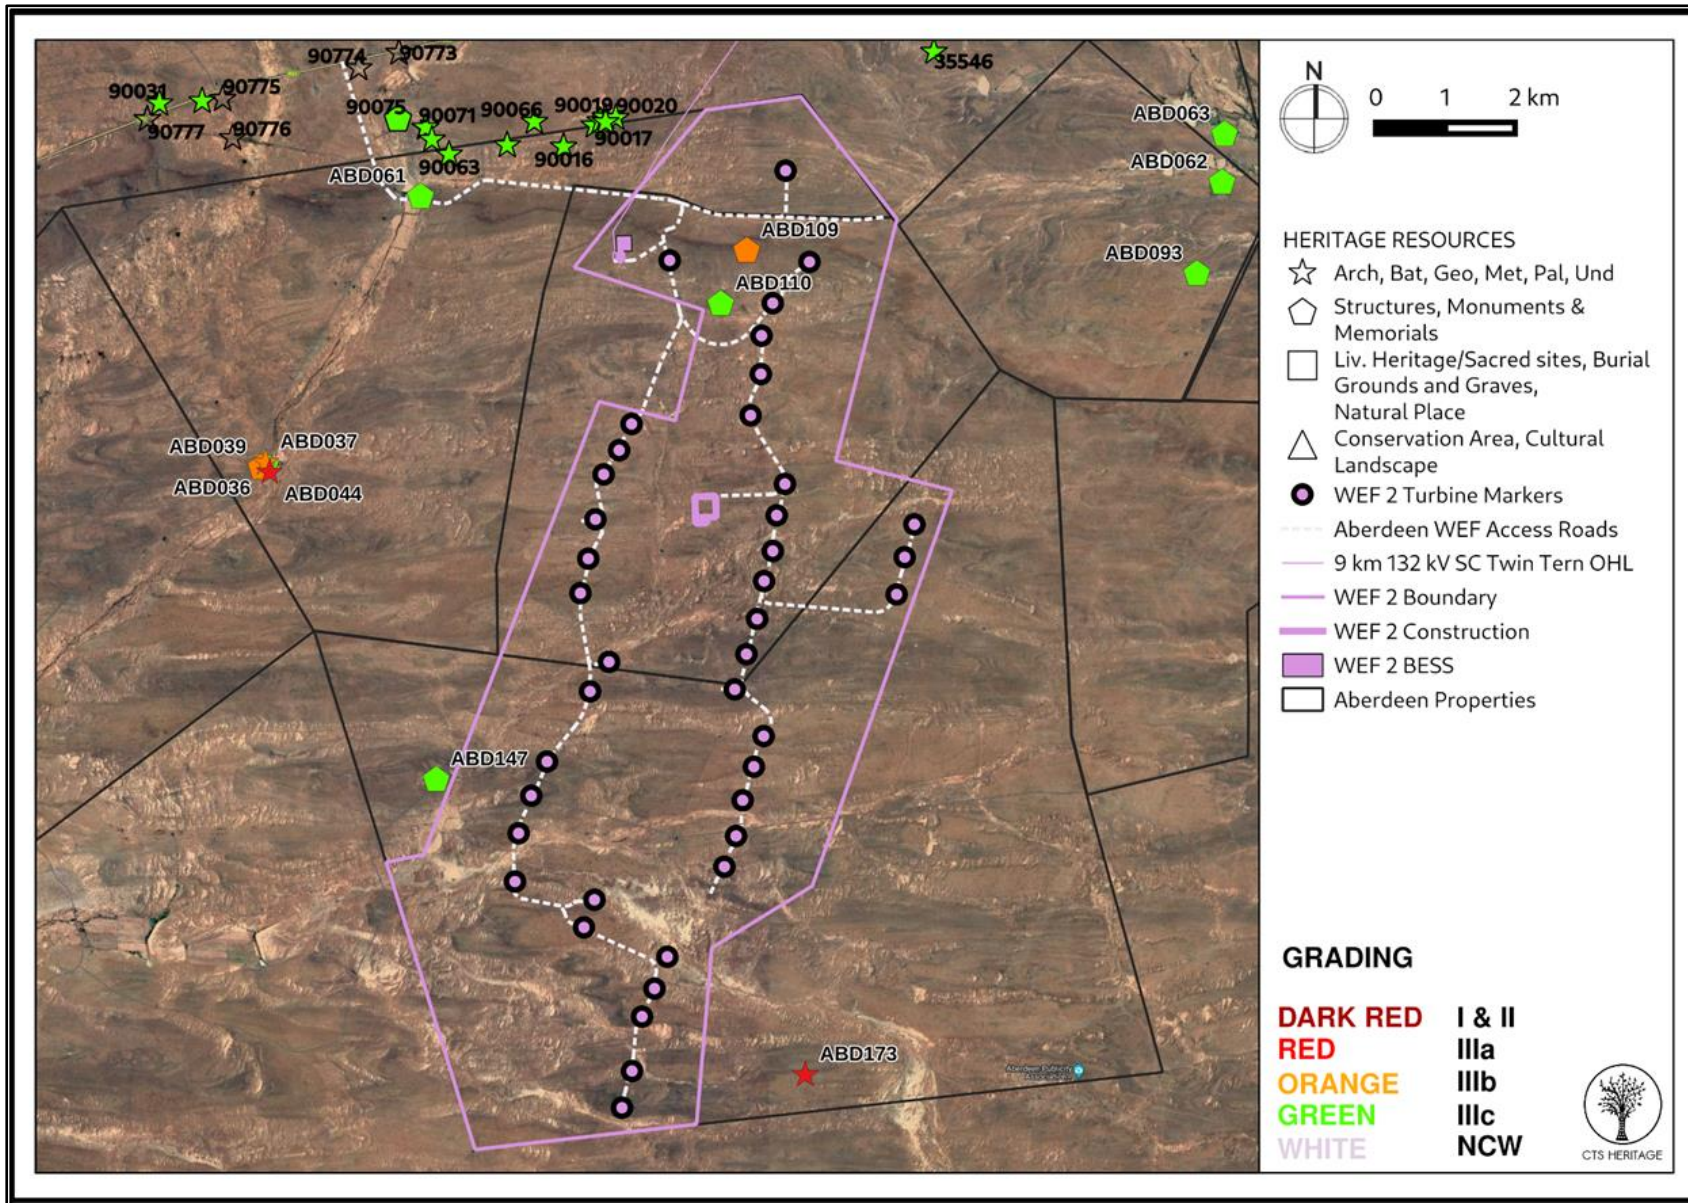 90774
90773
90031
90775
90777
90776
90075
90071
90066
90019
90020
90063
90016
90017
35546
ABD061
ABD063
ABD062
ABD093
ABD109
ABD110
ABD039
ABD037
ABD036
ABD044
ABD147
ABD173
Aberdeen Publicity
Association
N
0 1 2 km
HERITAGE RESOURCES
Arch, Bat, Geo, Met, Pal, Und
Structures, Monuments &
Memorials
Liv. Heritage/Sacred sites, Burial
Grounds and Graves,
Natural Place
Conservation Area, Cultural
Landscape
WEF 2 Turbine Markers
Aberdeen WEF Access Roads
9 km 132 kV SC Twin Tern OHL
WEF 2 Boundary
WEF 2 Construction
WEF 2 BESS
Aberdeen Properties
GRADING
DARK RED I & II
RED IIIa
ORANGE IIIb
GREEN IIIc
WHITE NCW
CTS HERITAGE